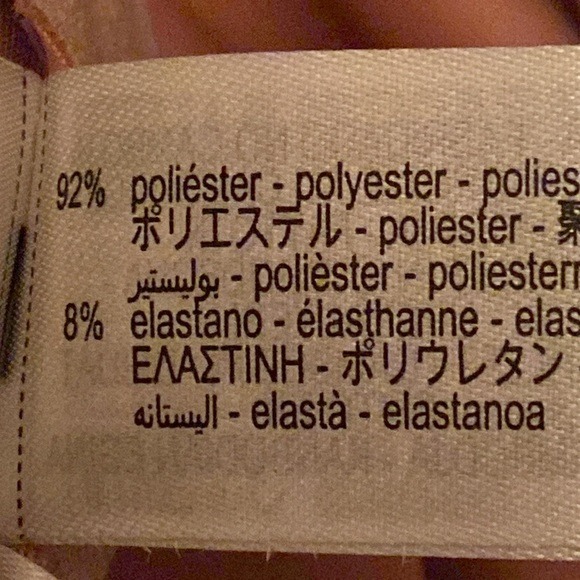 92% poliéster - polyester - polies
ポリエステル - poliester - 聚
بوليستير - polièster - poliesterr
8% elastano - élasthanne - elas
ΕΛΑΣΤΙΝΗ - ポリウレタン
اليستانه - elastà - elastanoa